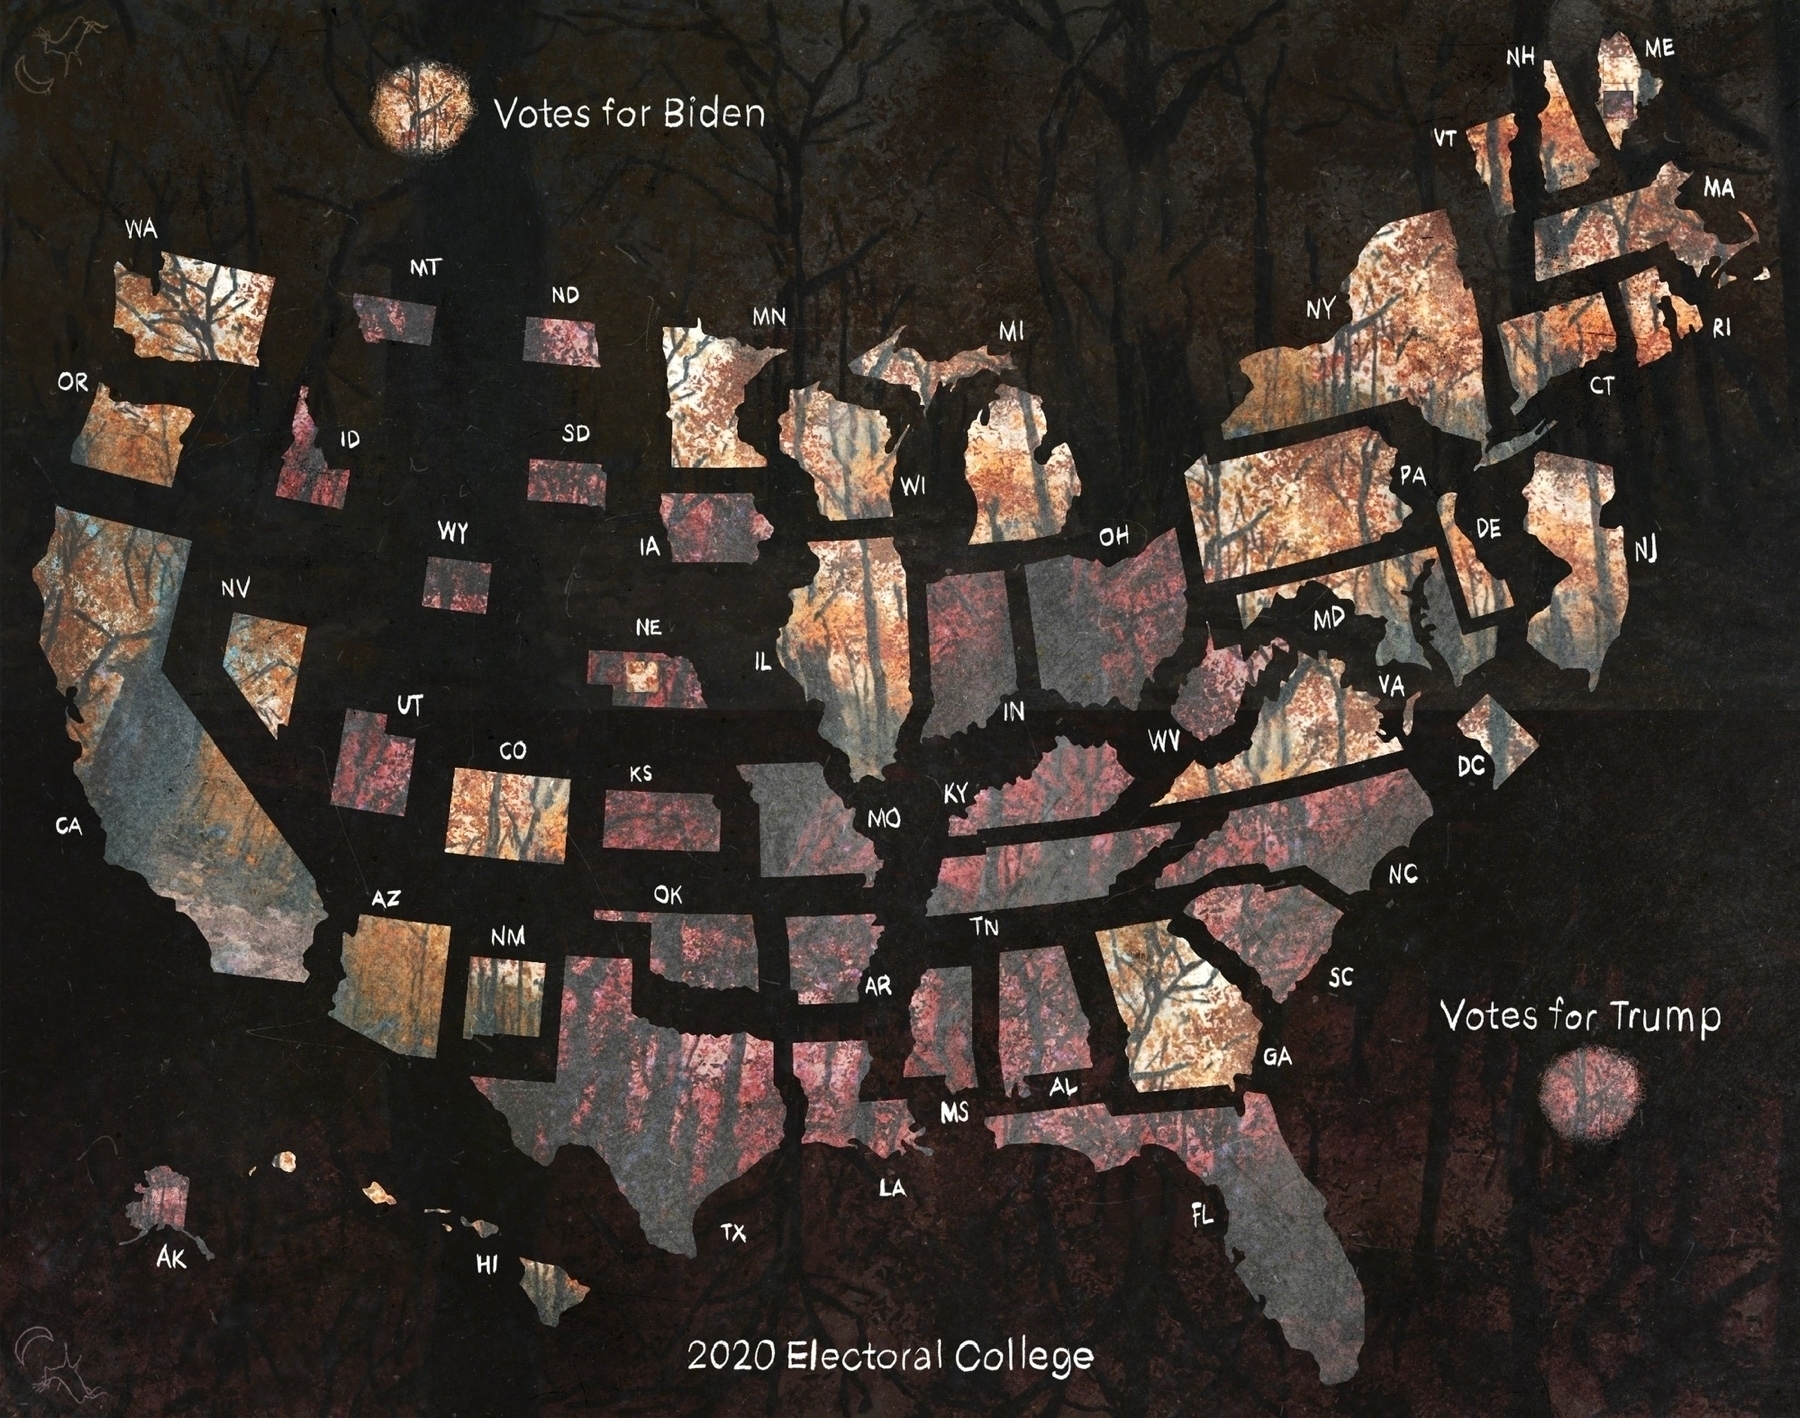 NH
ME
Votes for Biden
VT
MA
WA
MT
ND
MN
MI
NY
RI
OR
ID
SD
CT
WI
PA
WY
IA
OH
DE
NJ
NV
NE
MD
IL
UT
IN
VA
CO
KS
WV
DC
KY
CA
MO
NC
AZ
OK
NM
TN
AR
SC
Votes for Trump
GA
AL
MS
LA
FL
TX
AK
HI
2020 Electoral College